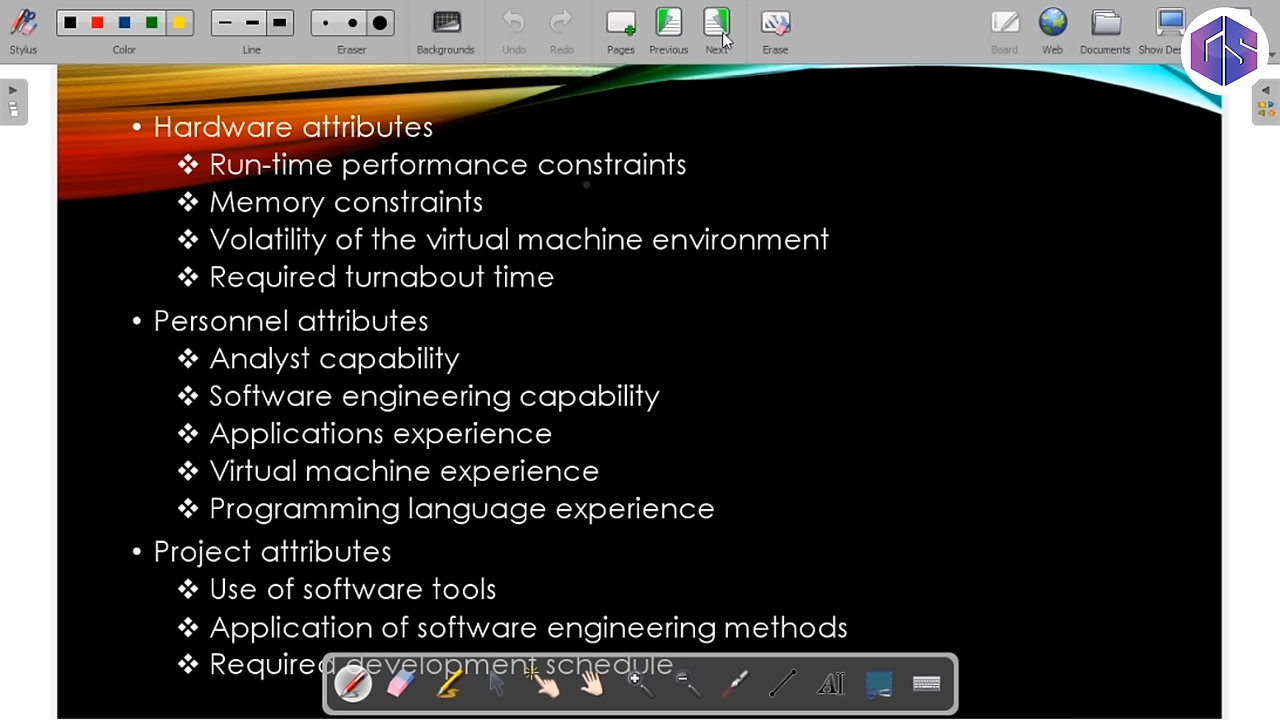 Stylus
Color
Line
Eraser
Backgrounds
Undo
Redo
Pages
Previous
Next
Erase
Board
Web
Documents
Show
• Hardware attributes
❖ Run-time performance constraints
❖ Memory constraints
❖ Volatility of the virtual machine environment
❖ Required turnabout time
• Personnel attributes
❖ Analyst capability
❖ Software engineering capability
❖ Applications experience
❖ Virtual machine experience
❖ Programming language experience
• Project attributes
❖ Use of software tools
❖ Application of software engineering methods
❖ Required development schedule
AI